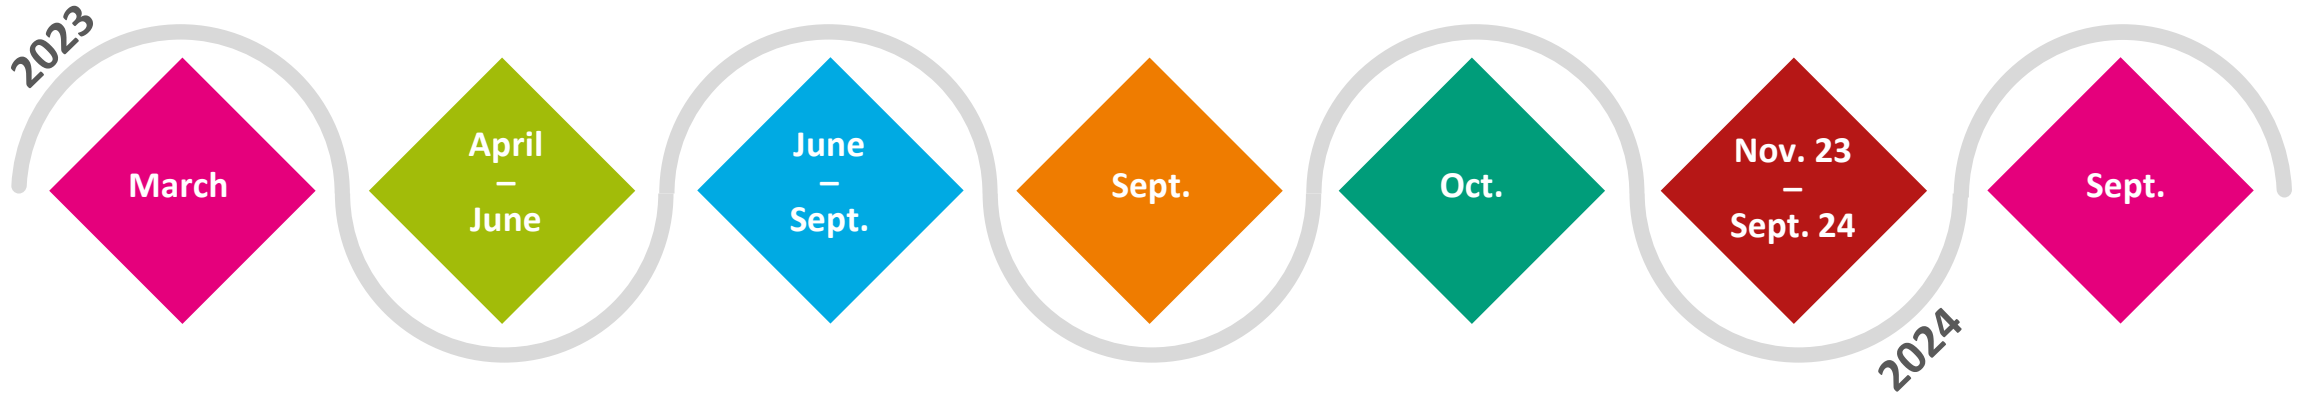 2023
March
April
–
June
June
–
Sept.
Sept.
Oct.
Nov. 23
–
Sept. 24
2024
Sept.